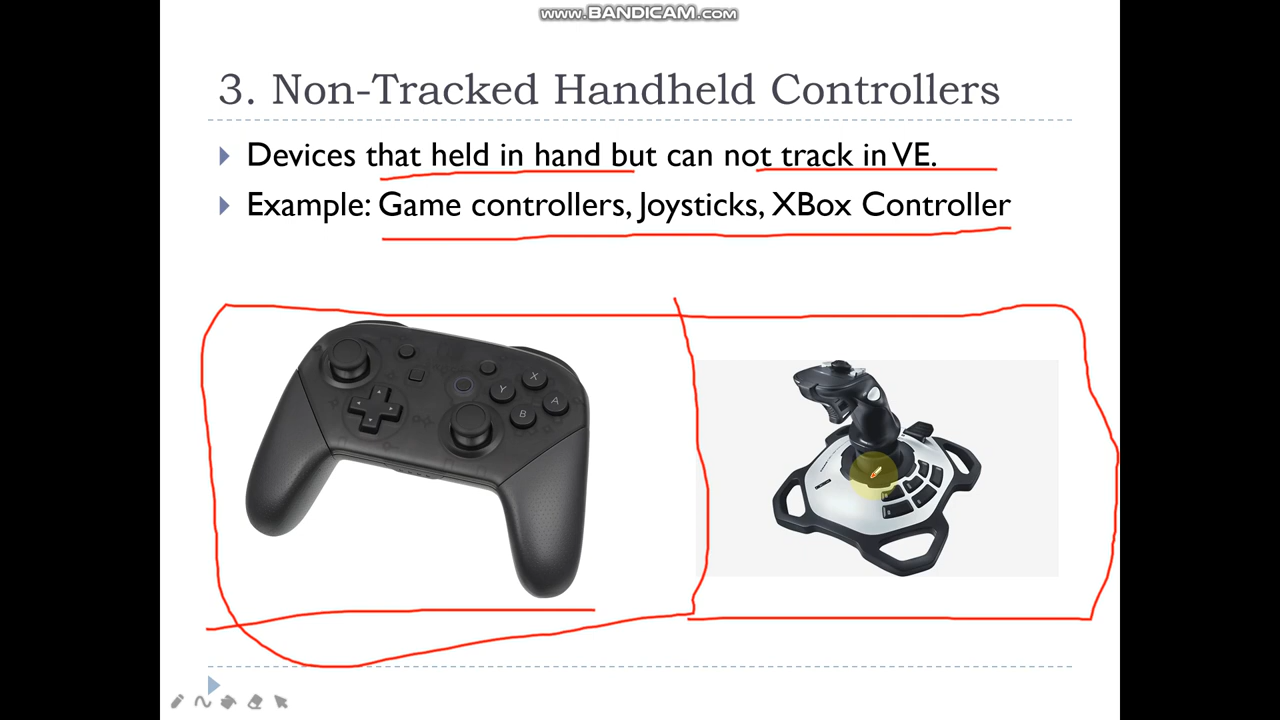 www.BANDICAM.com
3. Non-Tracked Handheld Controllers
Devices that held in hand but can not track in VE.
Example: Game controllers, Joysticks, XBox Controller
X
Y
A
B